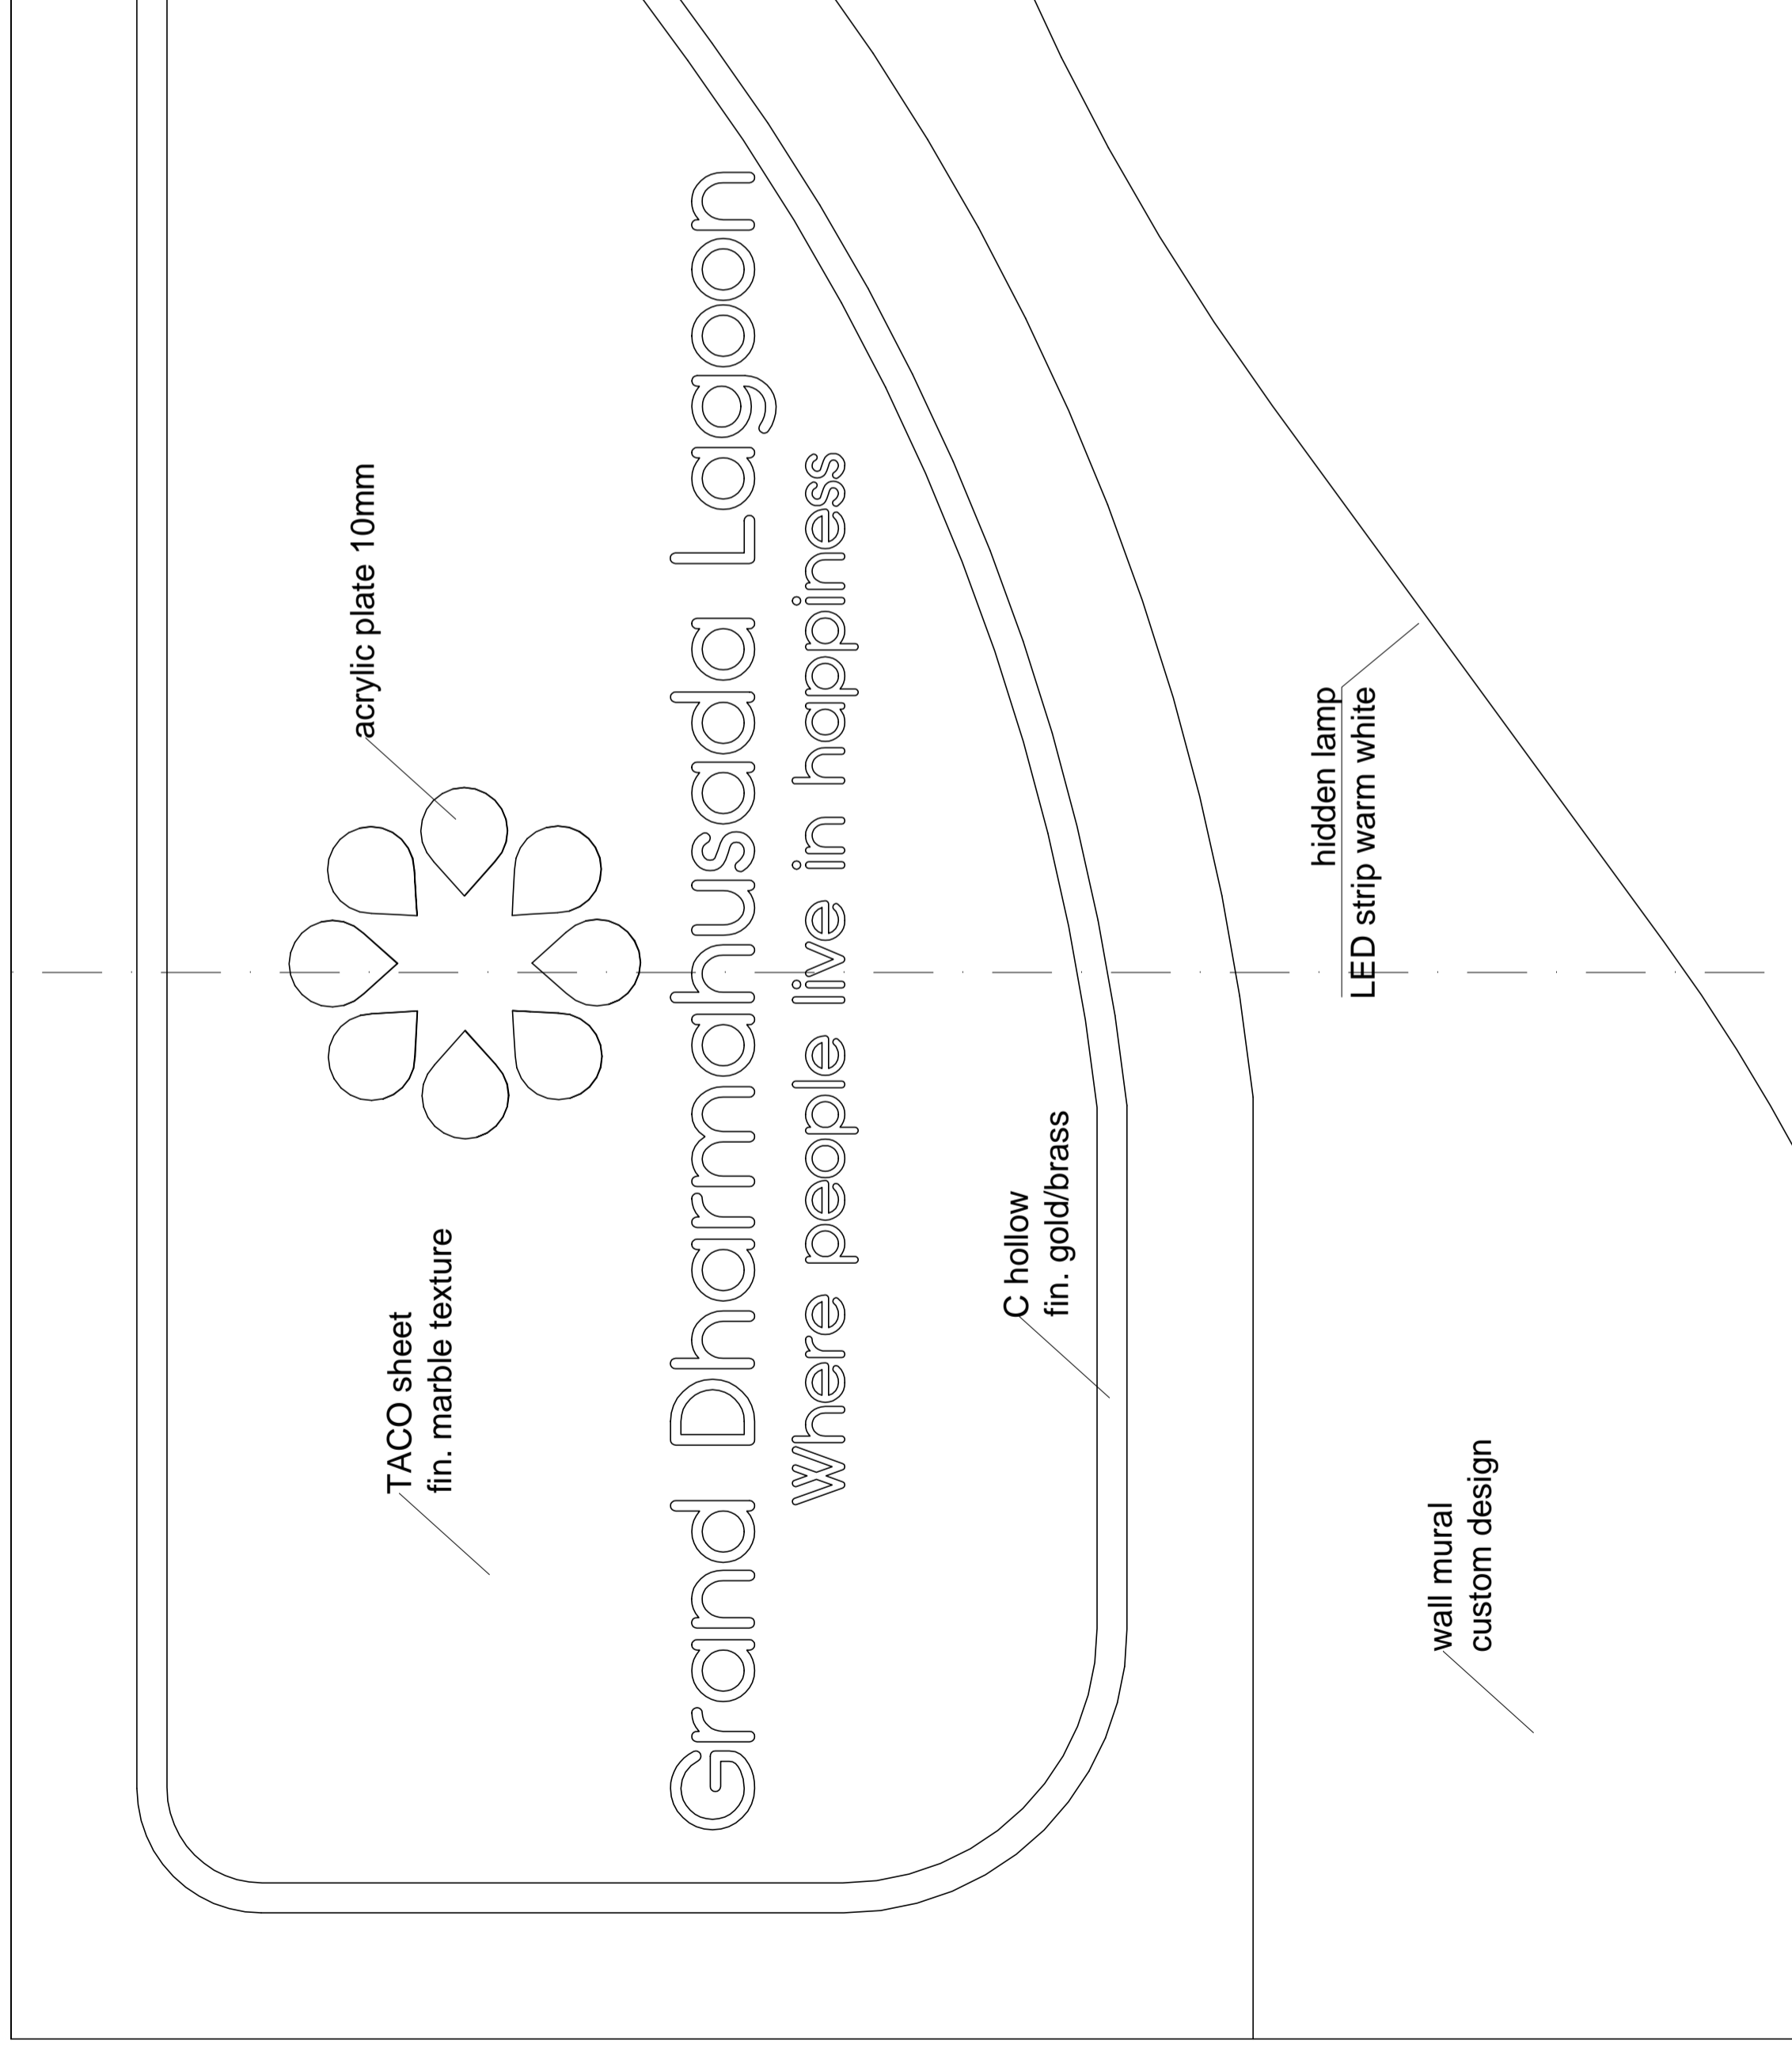 acrylic plate 10mm
TACO sheet
fin. marble texture
Grand Dharmahusada Lagoon
Where people live in happiness
C hollow
fin. gold/brass
hidden lamp
LED strip warm white
wall mural
custom design